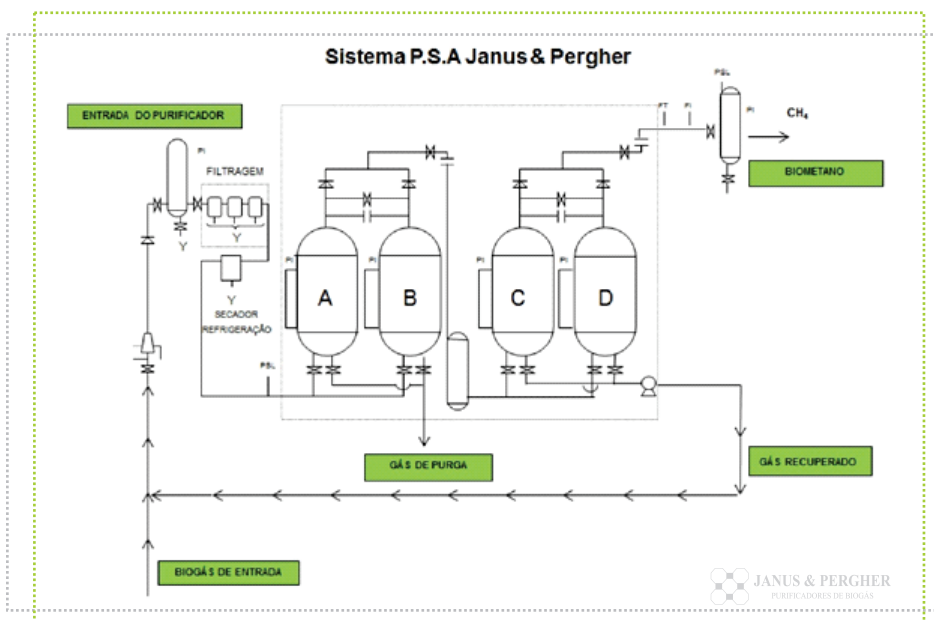 Sistema P.S.A Janus & Pergher
ENTRADA DO PURIFICADOR
PI
FILTRAGEM
Y
Y
Y
SECADOR
REFRIGERAÇÃO
PSL
PI
A
PI
B
PI
C
PI
D
PT
PI
PSL
PI
CH₄
BIOMETANO
GÁS DE PURGA
GÁS RECUPERADO
BIOGÁS DE ENTRADA
JANUS & PERGHER
PURIFICADORES DE BIOGÁS